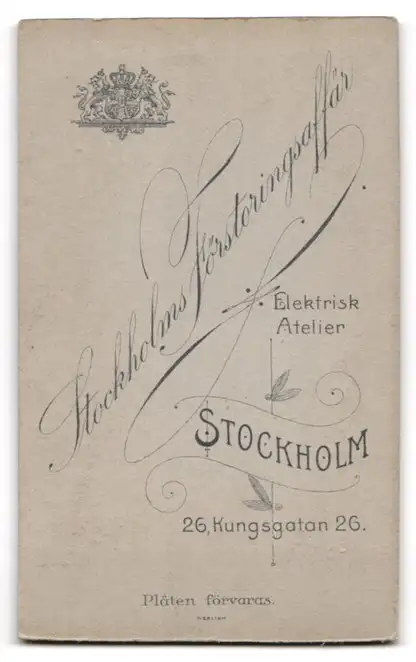 Stockholms Förstoringsaffär.
Elektrisk
Atelier
STOCKHOLM
26, Kungsgatan 26.
Plåten förvaras.